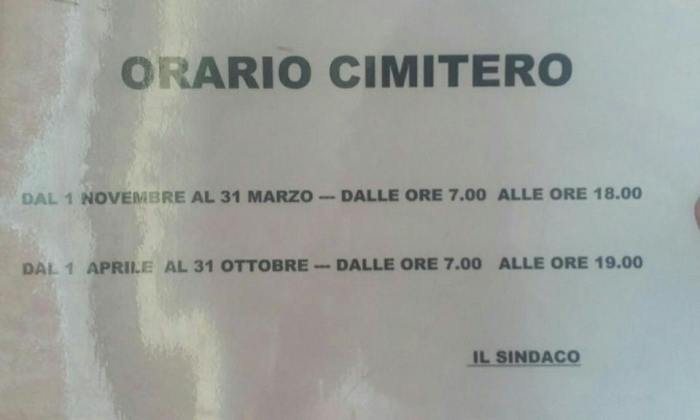 ORARIO CIMITERO
DAL 1 NOVEMBRE AL 31 MARZO --- DALLE ORE 7.00 ALLE ORE 18.00
DAL 1 APRILE AL 31 OTTOBRE --- DALLE ORE 7.00 ALLE ORE 19.00
IL SINDACO